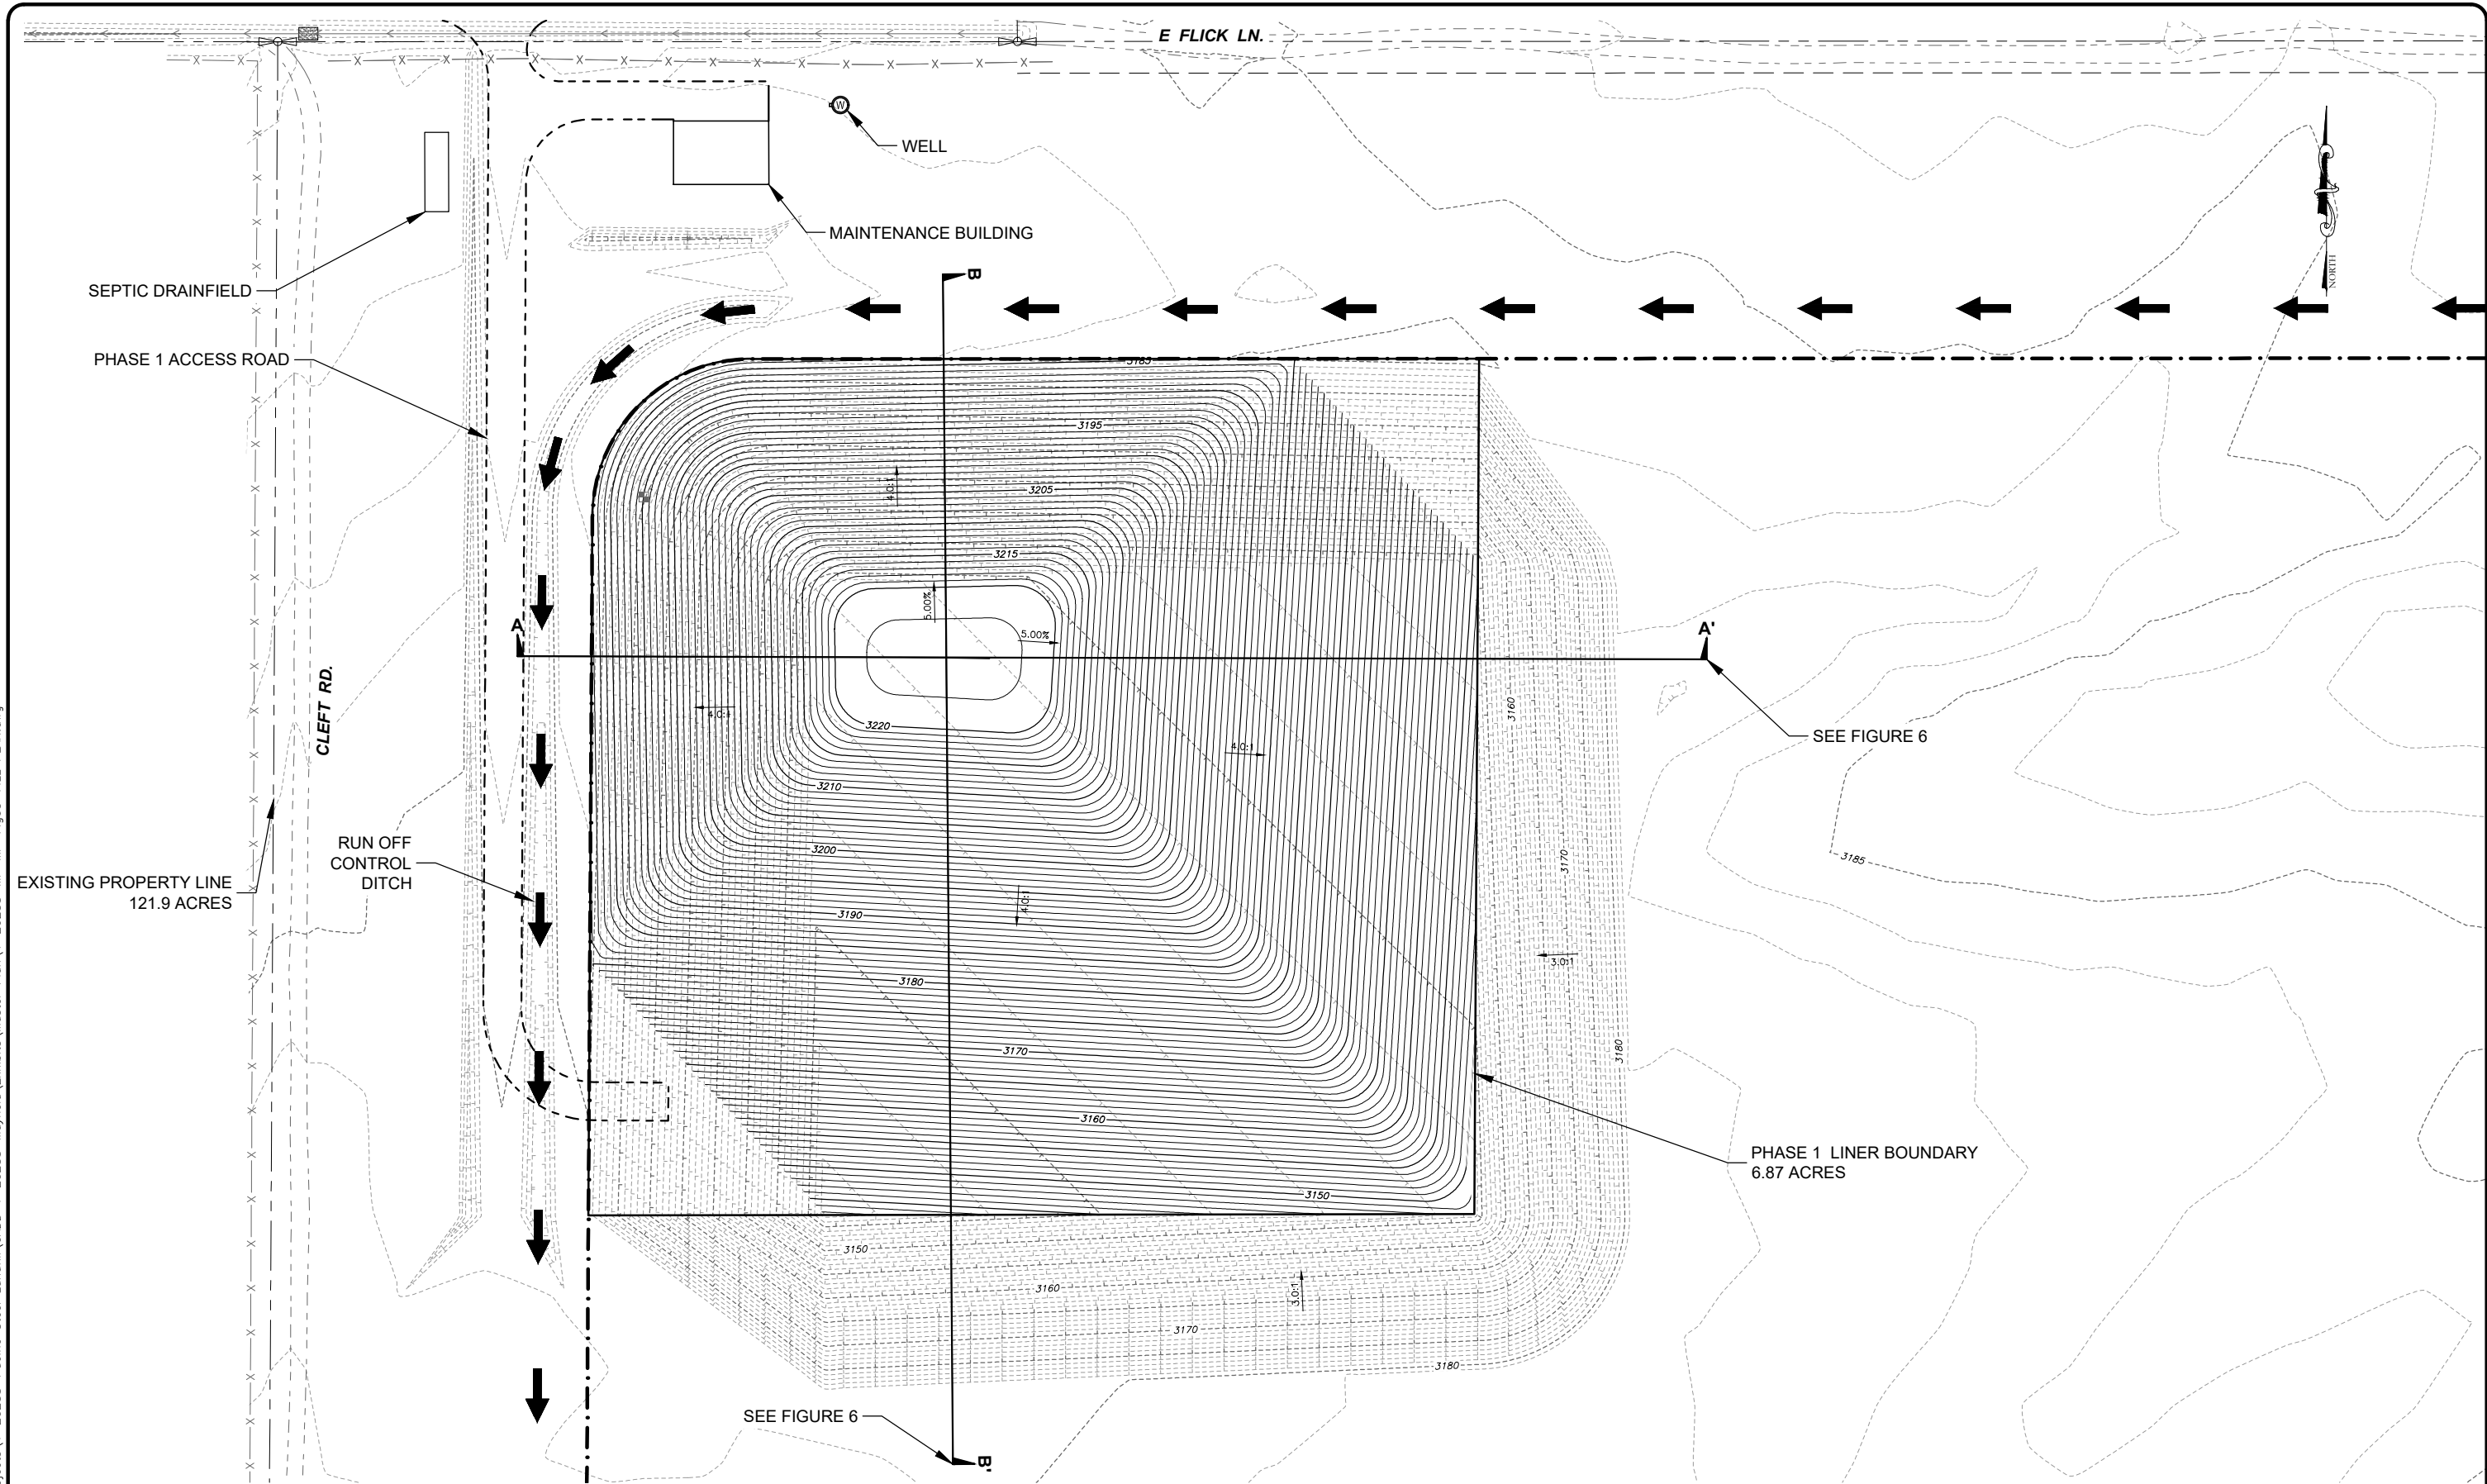 E FLICK LN.
W
WELL
MAINTENANCE BUILDING
NORTH
SEPTIC DRAINFIELD
B
PHASE 1 ACCESS ROAD
3185
3195
4.0:1
3205
3215
5.00%
5.00%
A
A'
CLEFT RD.
4.0:1
3220
4.0:1
3160
SEE FIGURE 6
3210
RUN OFF
CONTROL
DITCH
3200
3170
3185
EXISTING PROPERTY LINE
121.9 ACRES
4.0:1
3190
3.0:1
3180
3170
3180
3160
PHASE 1 LINER BOUNDARY
6.87 ACRES
3150
3150
3160
3.0:1
3170
3180
SEE FIGURE 6
B'